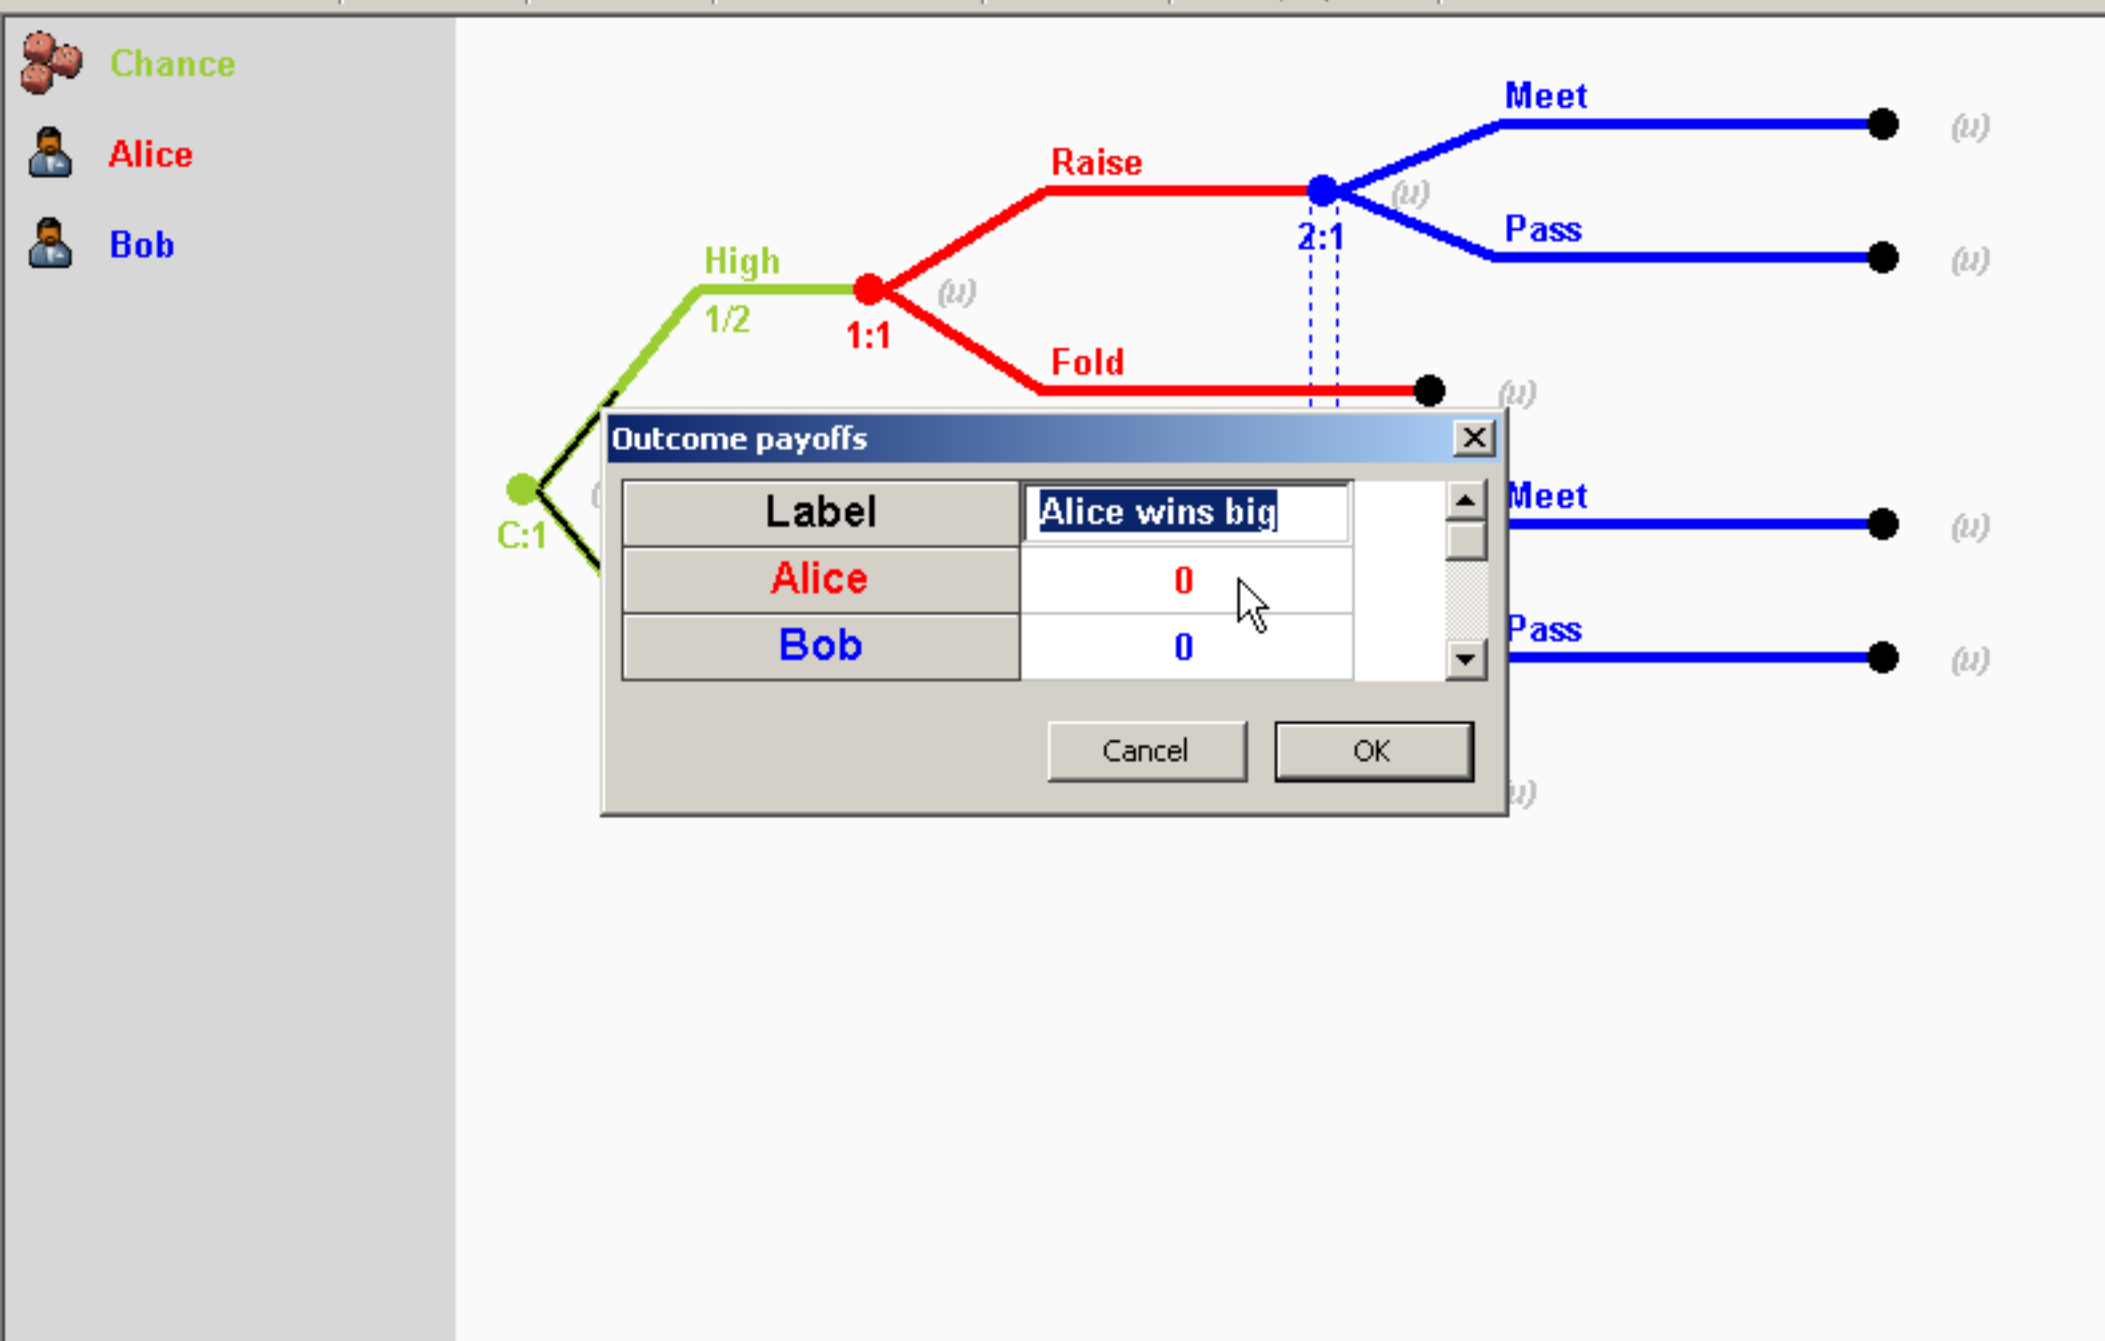 Chance
Alice
Bob
High
1/2
C:1
1:1
(u)
Raise
Fold
(u)
2:1
(u)
Meet
(u)
Pass
(u)
Outcome payoffs
Label
Alice wins big
Alice
0
Bob
0
Cancel
OK
Meet
(u)
Pass
(u)
u)